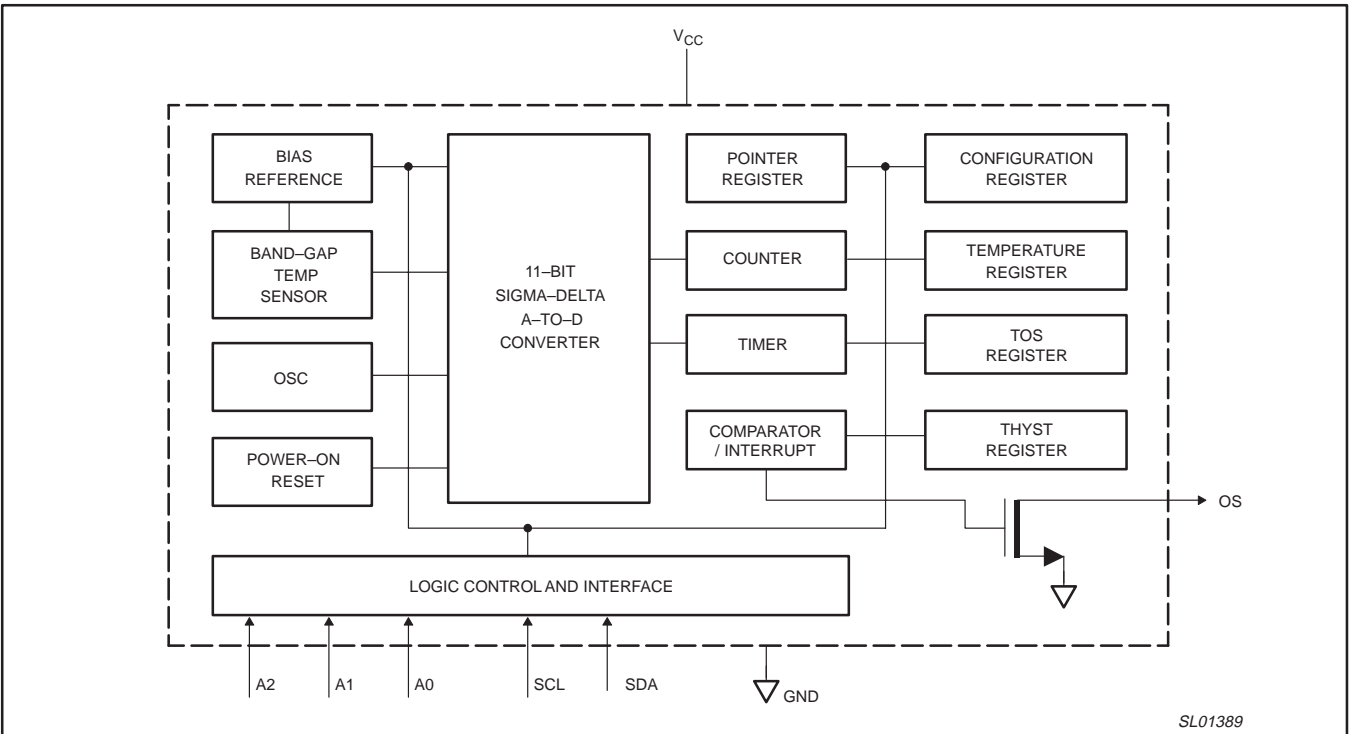 VCC
BIAS
REFERENCE
BAND–GAP
TEMP
SENSOR
OSC
POWER–ON
RESET
11–BIT
SIGMA–DELTA
A–TO–D
CONVERTER
POINTER
REGISTER
COUNTER
TIMER
COMPARATOR
/ INTERRUPT
CONFIGURATION
REGISTER
TEMPERATURE
REGISTER
TOS
REGISTER
THYST
REGISTER
OS
LOGIC CONTROL AND INTERFACE
A2
A1
A0
SCL
SDA
GND
SL01389